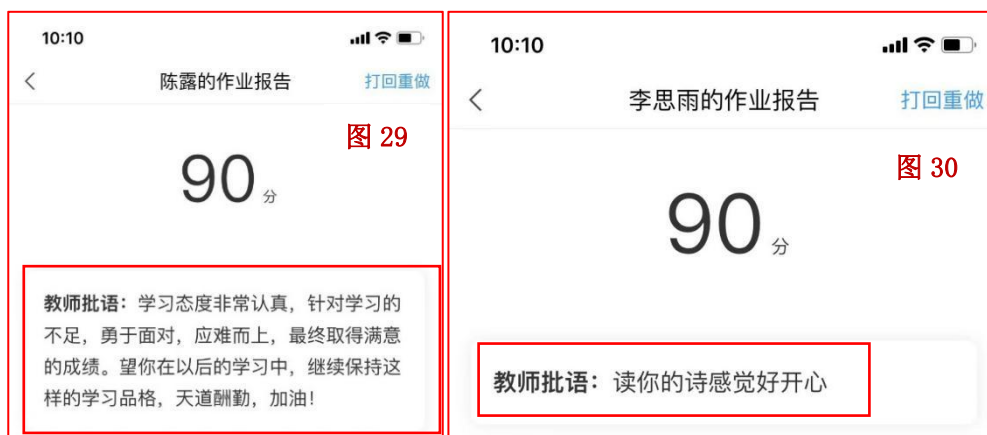 10:10
陈露的作业报告
打回重做
图 29
90 分
教师批语：学习态度非常认真，针对学习的
不足，勇于面对，应难而上，最终取得满意
的成绩。望你在以后的学习中，继续保持这
样的学习品格，天道酬勤，加油！
10:10
李思雨的作业报告
打回重做
图 30
90 分
教师批语：读你的诗感觉好开心